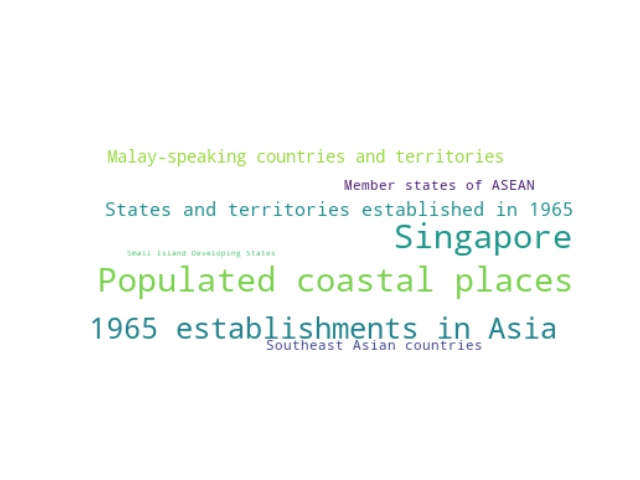 Malay-speaking countries and territories
Member states of ASEAN
States and territories established in 1965
Singapore
Small Island Developing States
Populated coastal places
1965 establishments in Asia
Southeast Asian countries